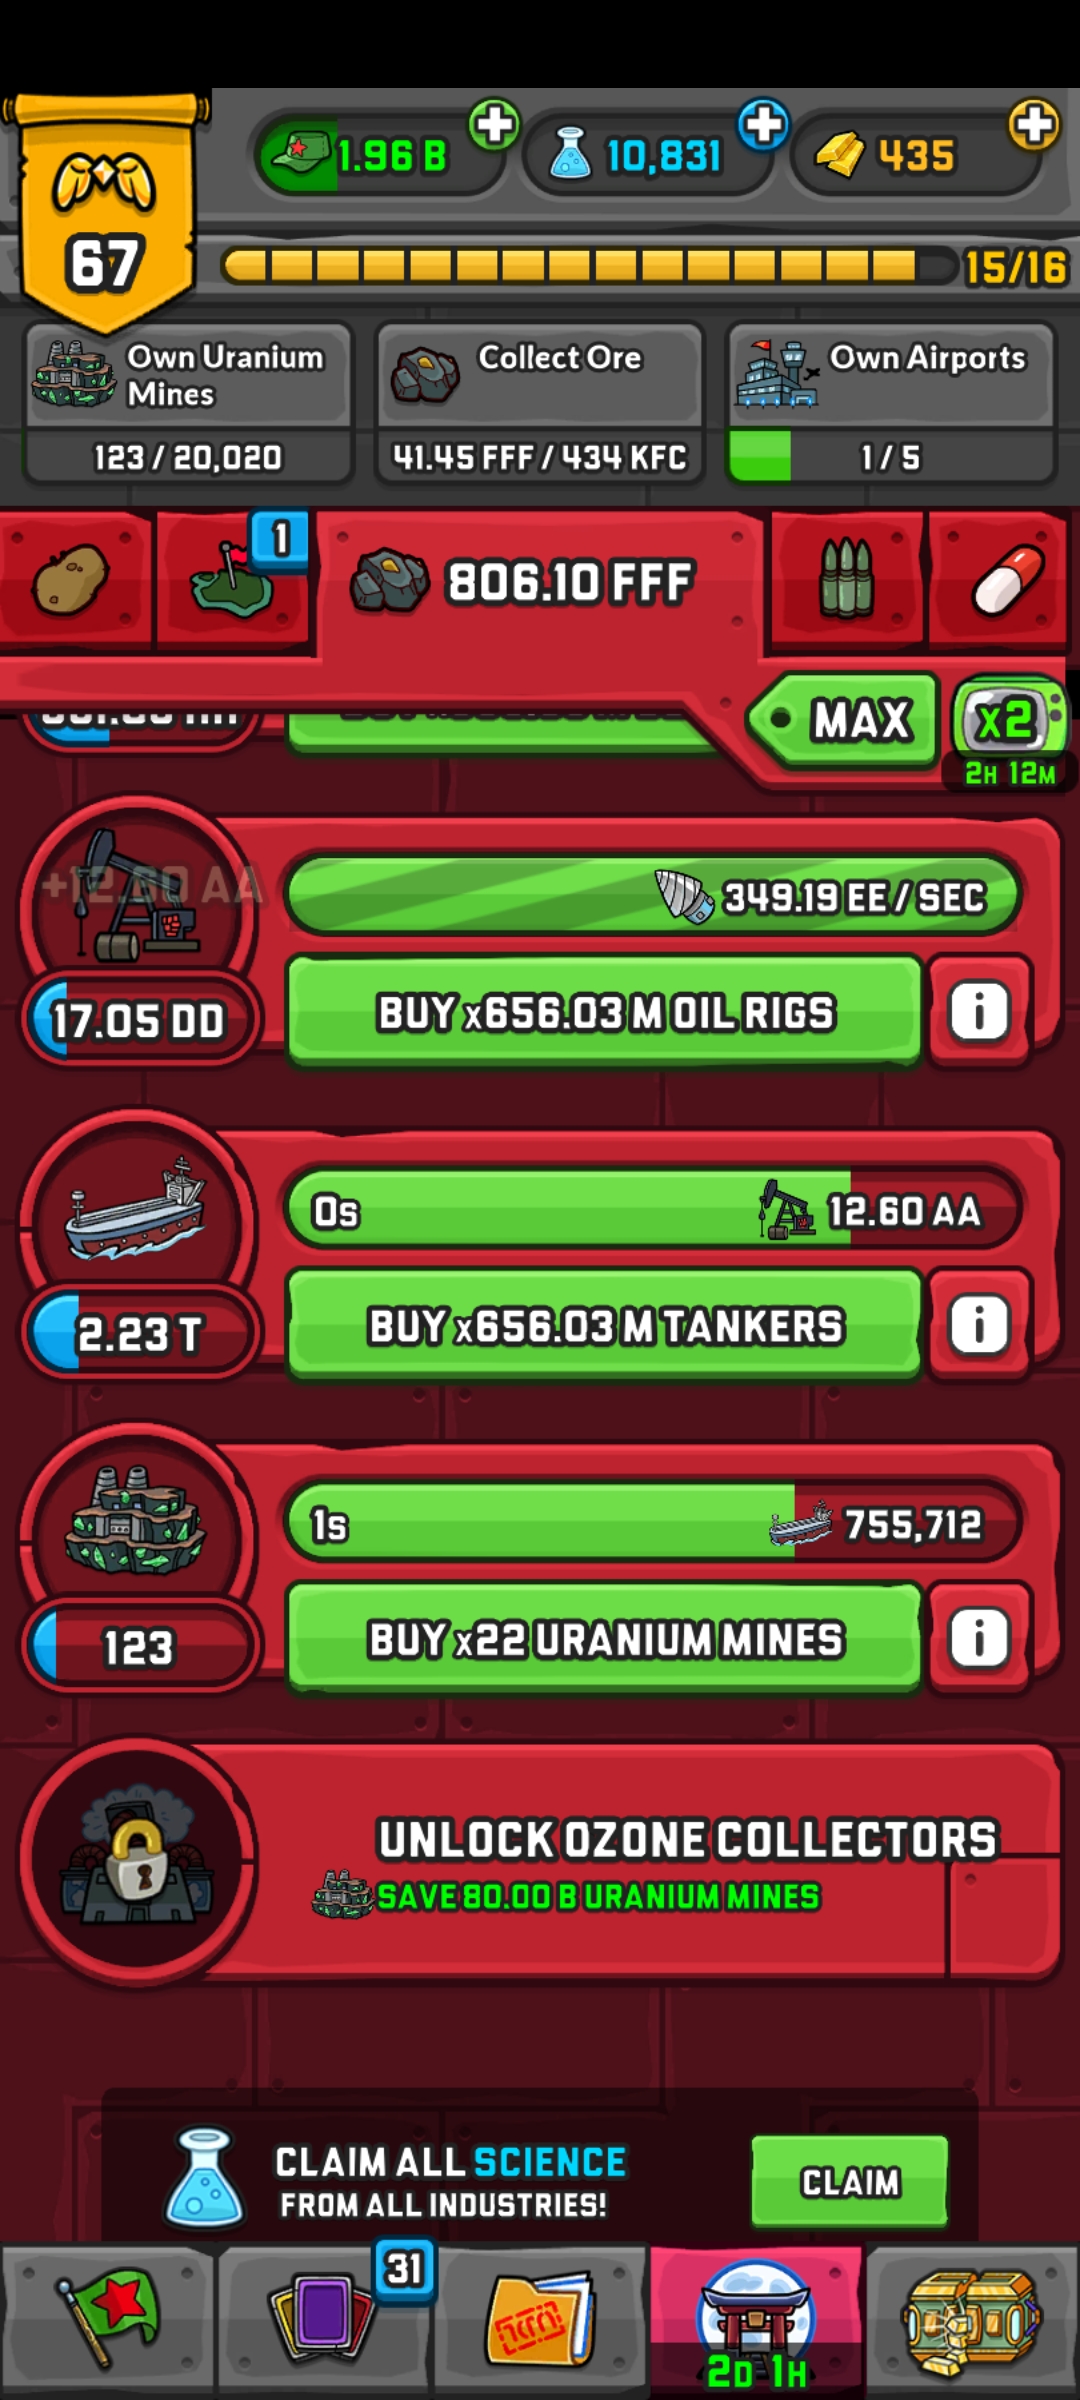 1.96 B
10,831
435
67
15/16
Own Uranium
Mines
123 / 20,020
Collect Ore
41.45 FFF / 434 KFC
Own Airports
1 / 5
1
806.10 FFF
MAX
x2
2H 12M
+12.60 AA
349.19 EE / SEC
17.05 DD
BUY x656.03 M OIL RIGS
i
0s
12.60 AA
2.23 T
BUY x656.03 M TANKERS
i
1s
755,712
123
BUY x22 URANIUM MINES
i
UNLOCK OZONE COLLECTORS
SAVE 80.00 B URANIUM MINES
CLAIM ALL SCIENCE
FROM ALL INDUSTRIES!
CLAIM
31
2D 1H